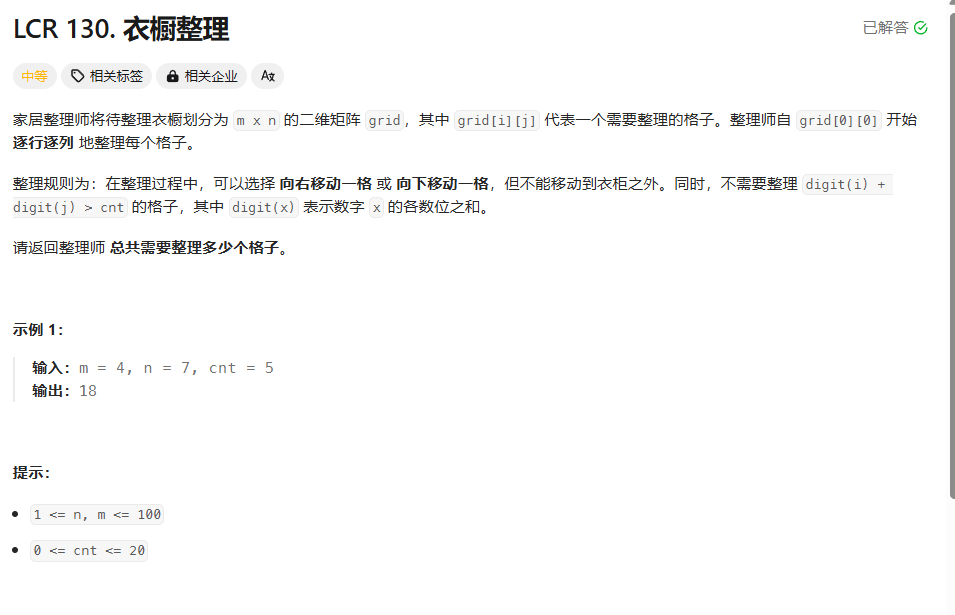 LCR 130. 衣橱整理
已解答
中等 相关标签 相关企业 Aあ
家居整理师将待整理衣橱划分为 m x n 的二维矩阵 grid，其中 grid[i][j] 代表一个需要整理的格子。整理师自 grid[0][0] 开始
逐行逐列 地整理每个格子。
整理规则为：在整理过程中，可以选择 向右移动一格 或 向下移动一格，但不能移动到衣柜之外。同时，不需要整理 digit(i) +
digit(j) > cnt 的格子，其中 digit(x) 表示数字 x 的各数位之和。
请返回整理师 总共需要整理多少个格子。
示例 1：
输入：m = 4, n = 7, cnt = 5
输出：18
提示：
1 <= n, m <= 100
0 <= cnt <= 20